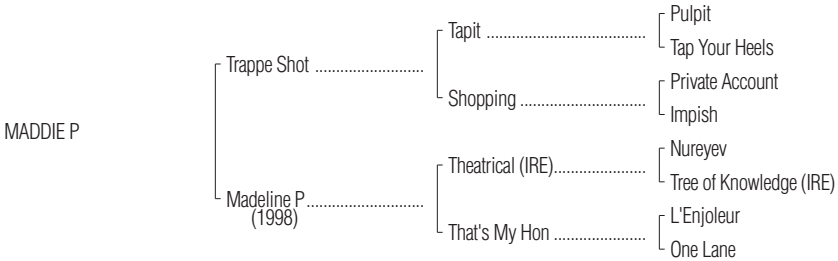 Pulpit
Tapit ......................................
Tap Your Heels
Trappe Shot ..........................
Private Account
Shopping ..............................
Impish
MADDIE P
Nureyev
Theatrical (IRE)......................
Tree of Knowledge (IRE)
Madeline P............................
(1998)
L'Enjoleur
That's My Hon ......................
One Lane